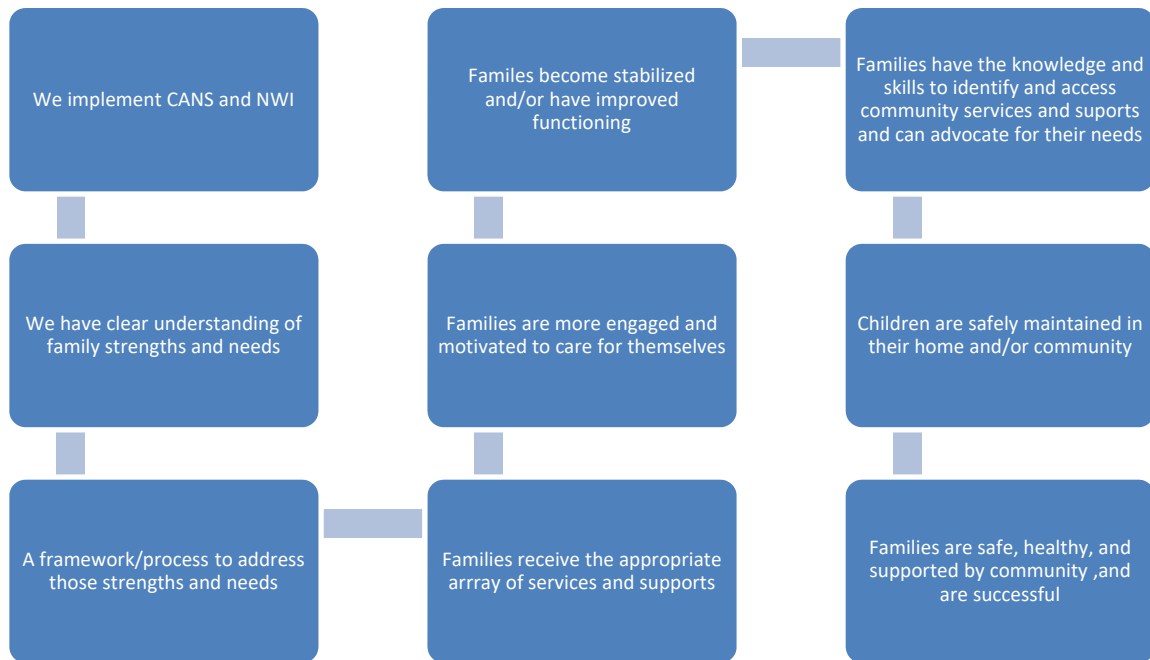 We implement CANS and NWI
We have clear understanding of
family strengths and needs
A framework/process to address
those strengths and needs
Families receive the appropriate
arrray of services and supports
Families are more engaged and
motivated to care for themselves
Familes become stabilized
and/or have improved
functioning
Families have the knowledge and
skills to identify and access
community services and suports
and can advocate for their needs
Children are safely maintained in
their home and/or community
Families are safe, healthy, and
supported by community ,and
are successful